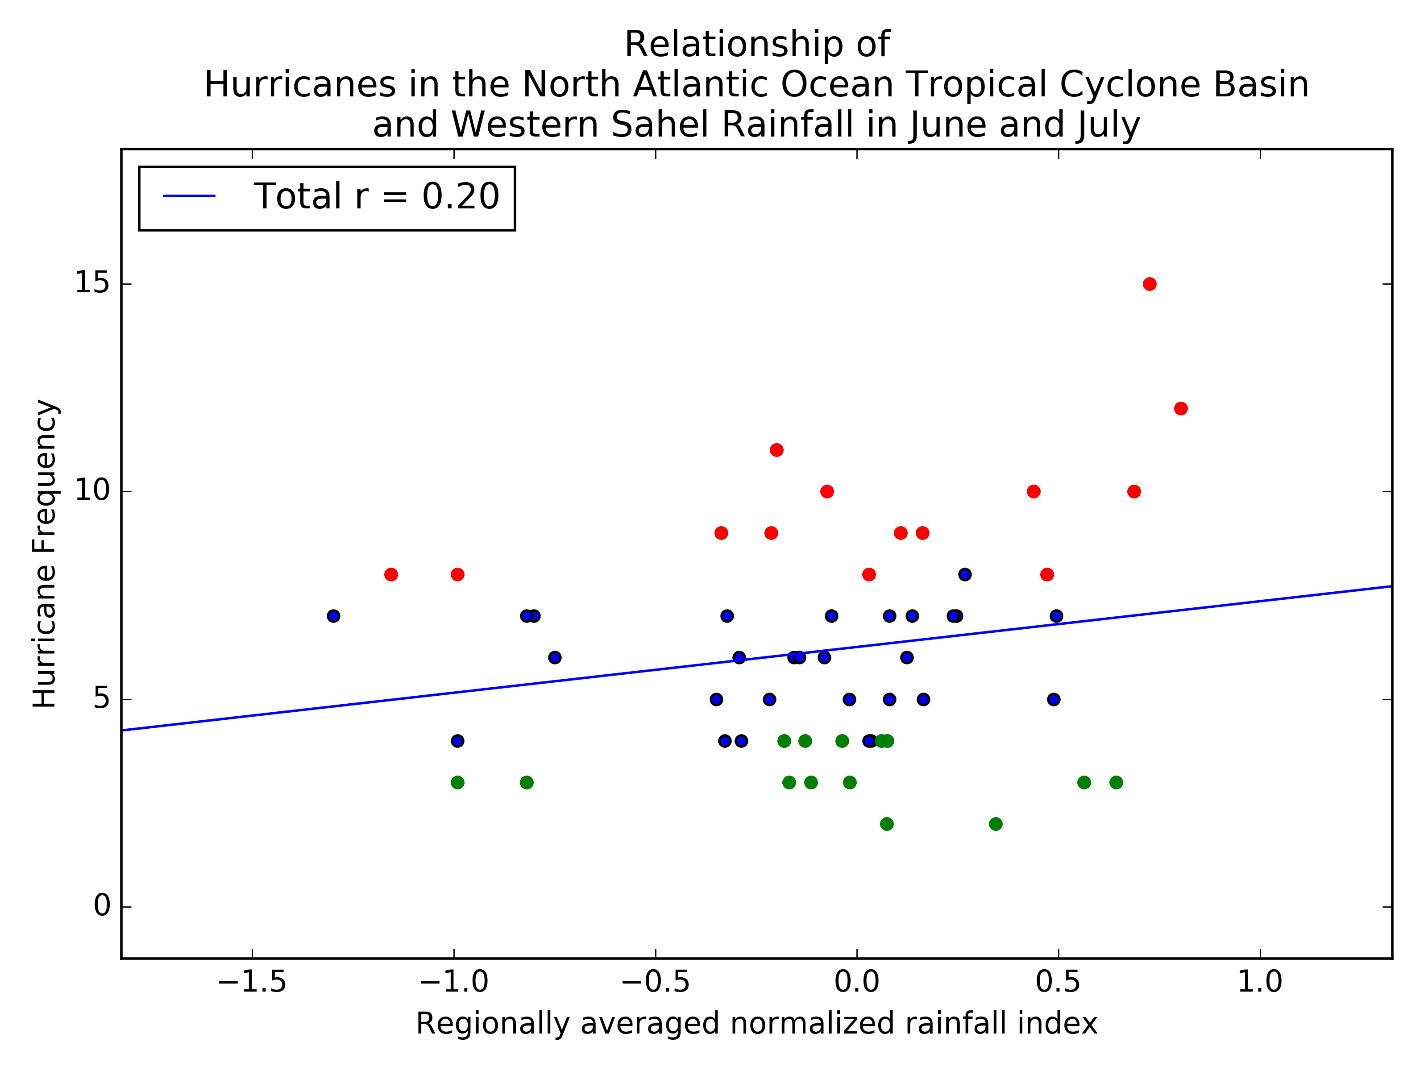 Relationship of
Hurricanes in the North Atlantic Ocean Tropical Cyclone Basin
and Western Sahel Rainfall in June and July
Total r = 0.20
15
10
5
0
Hurricane Frequency
−1.5 −1.0 −0.5 0.0 0.5 1.0
Regionally averaged normalized rainfall index